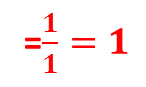 =1/1 = 1